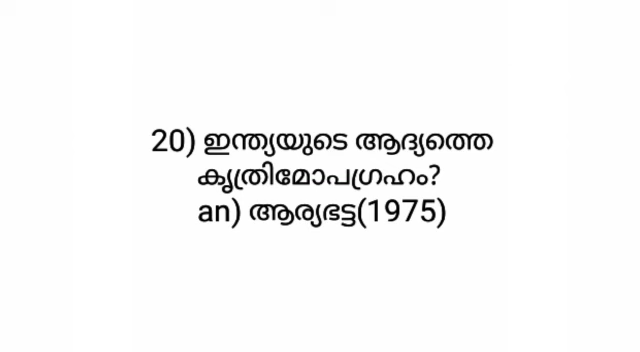 20) ഇന്ത്യയുടെ ആദ്യത്തെ
കൃത്രിമോപഗ്രഹം?
an) ആര്യഭട്ട(1975)